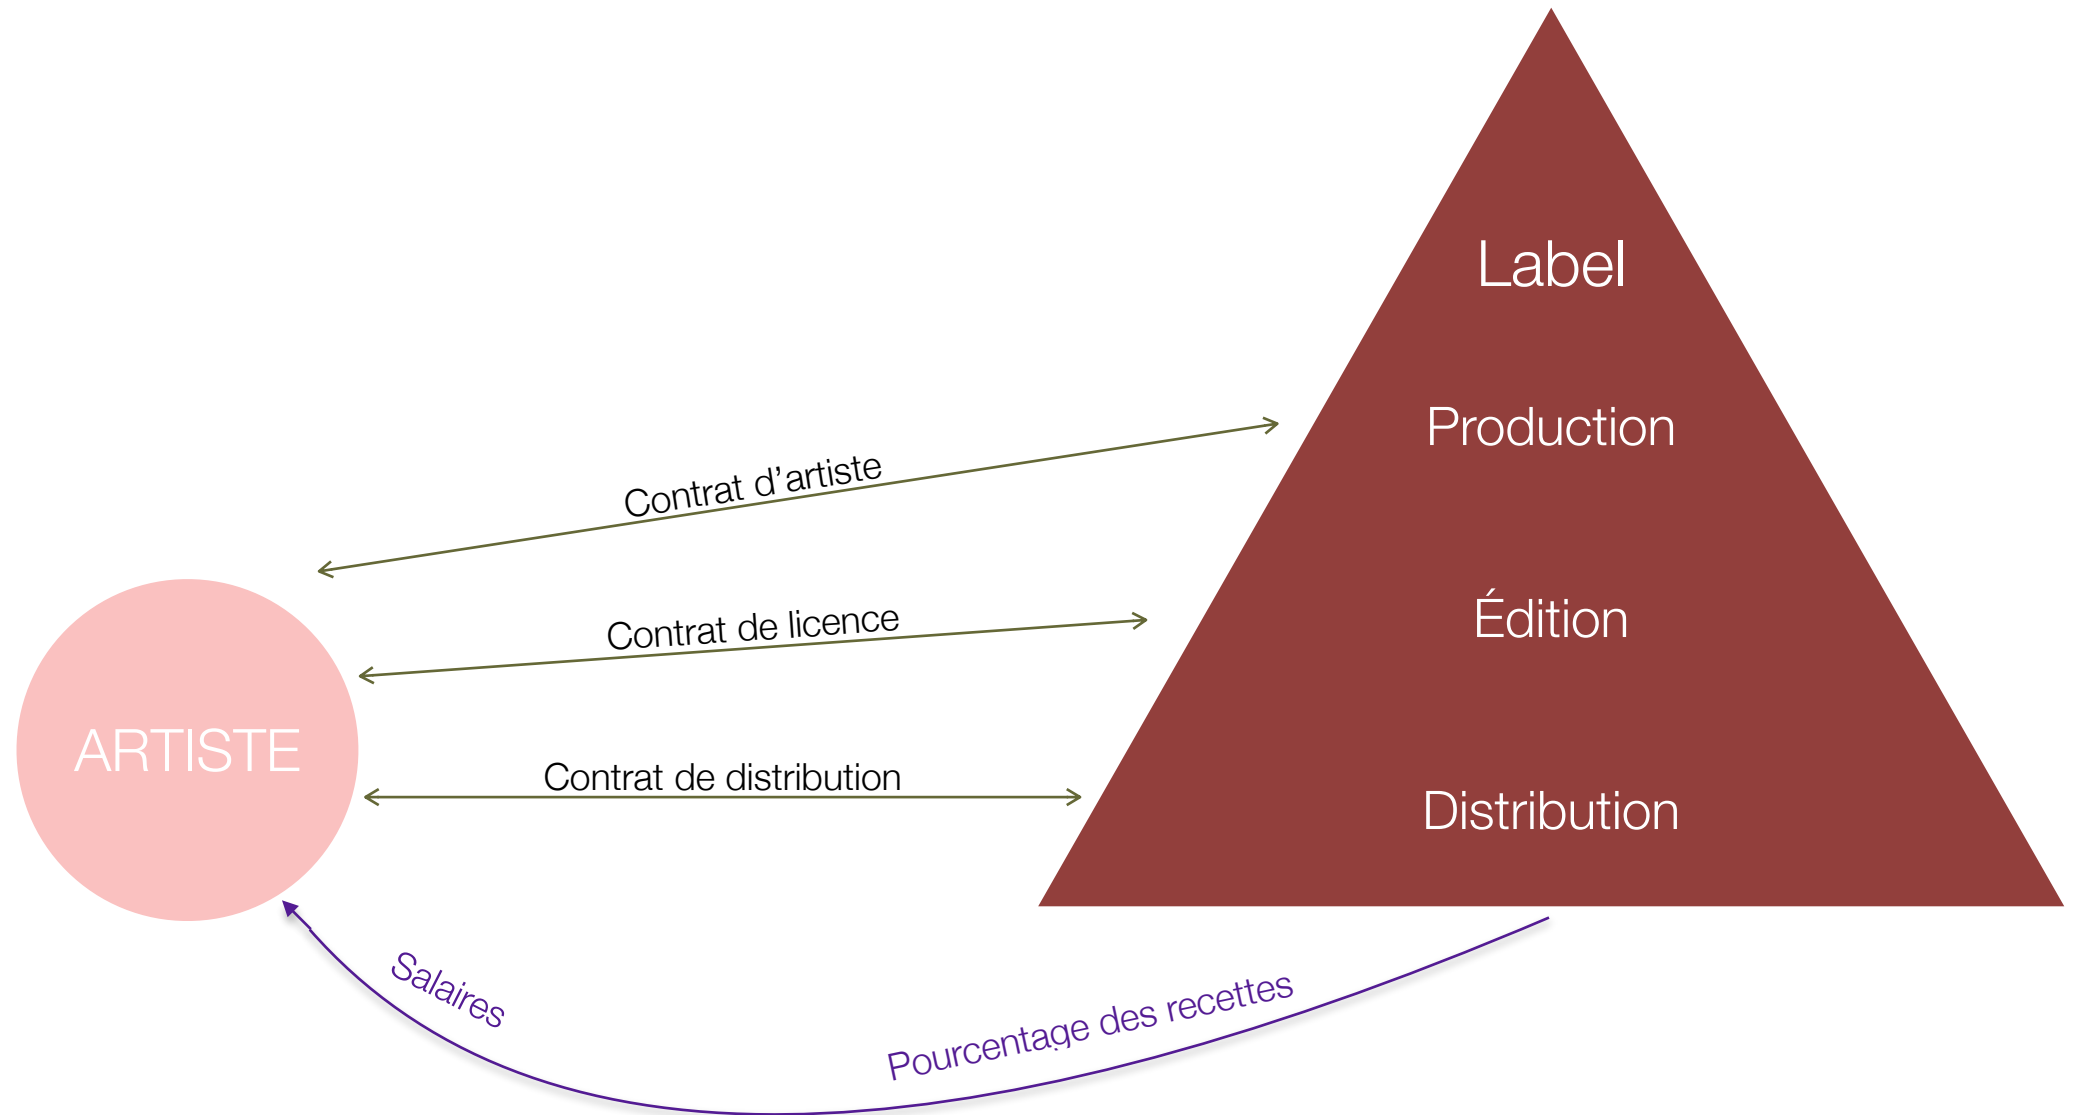 Label
Production
Contrat d’artiste
Édition
Contrat de licence
ARTISTE
Contrat de distribution
Distribution
Salaires
Pourcentage des recettes